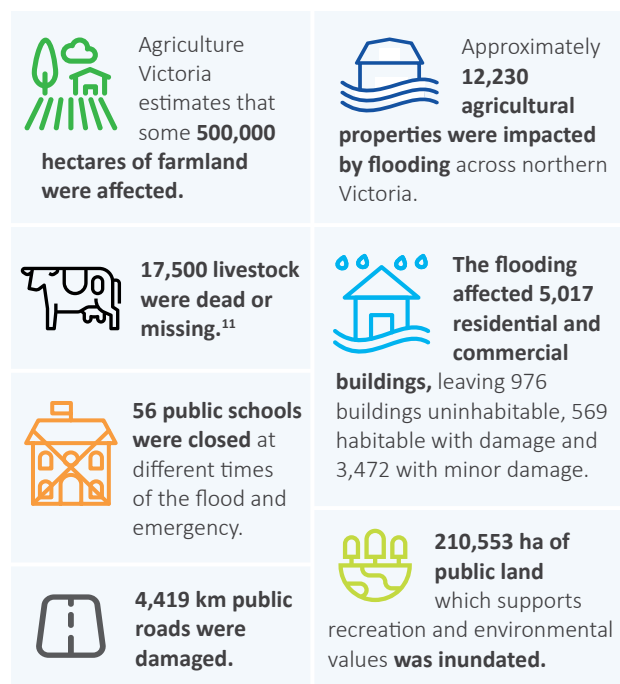 Agriculture
Victoria
estimates that
some 500,000
hectares of farmland
were affected.
Approximately
12,230
agricultural
properties were impacted
by flooding across northern
Victoria.
17,500 livestock
were dead or
missing.11
The flooding
affected 5,017
residential and
commercial
buildings, leaving 976
buildings uninhabitable, 569
habitable with damage and
3,472 with minor damage.
56 public schools
were closed at
different times
of the flood and
emergency.
210,553 ha of
public land
which supports
recreation and environmental
values was inundated.
4,419 km public
roads were
damaged.